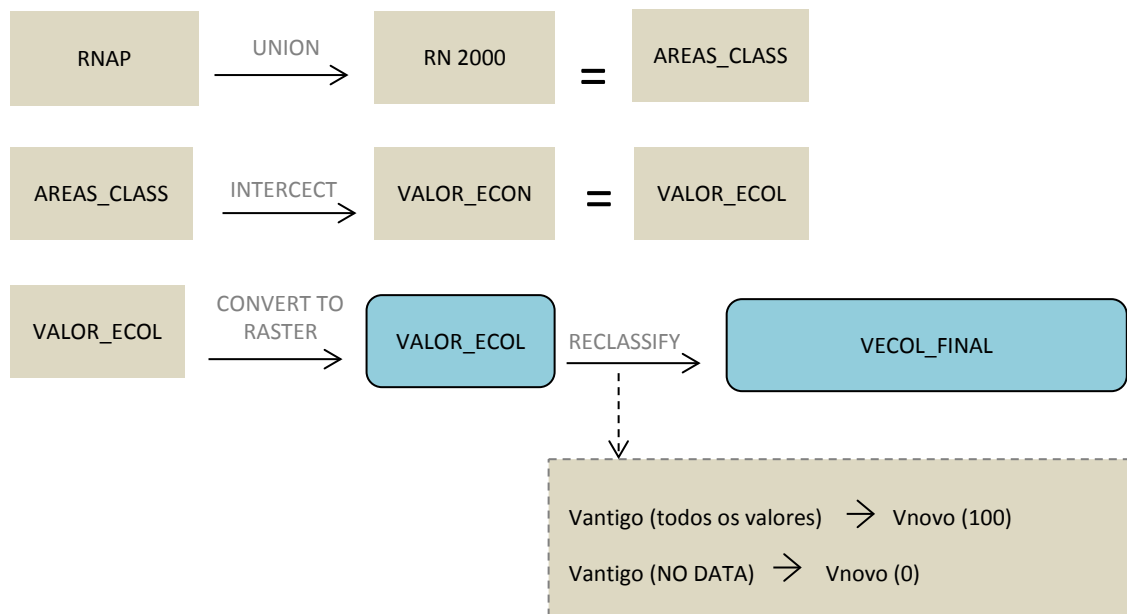 RNAP
UNION
RN 2000
=
AREAS_CLASS
AREAS_CLASS
INTERCECT
VALOR_ECON
=
VALOR_ECOL
VALOR_ECOL
CONVERT TO
RASTER
VALOR_ECOL
RECLASSIFY
VECOL_FINAL
Vantigo (todos os valores) → Vnovo (100)
Vantigo (NO DATA) → Vnovo (0)